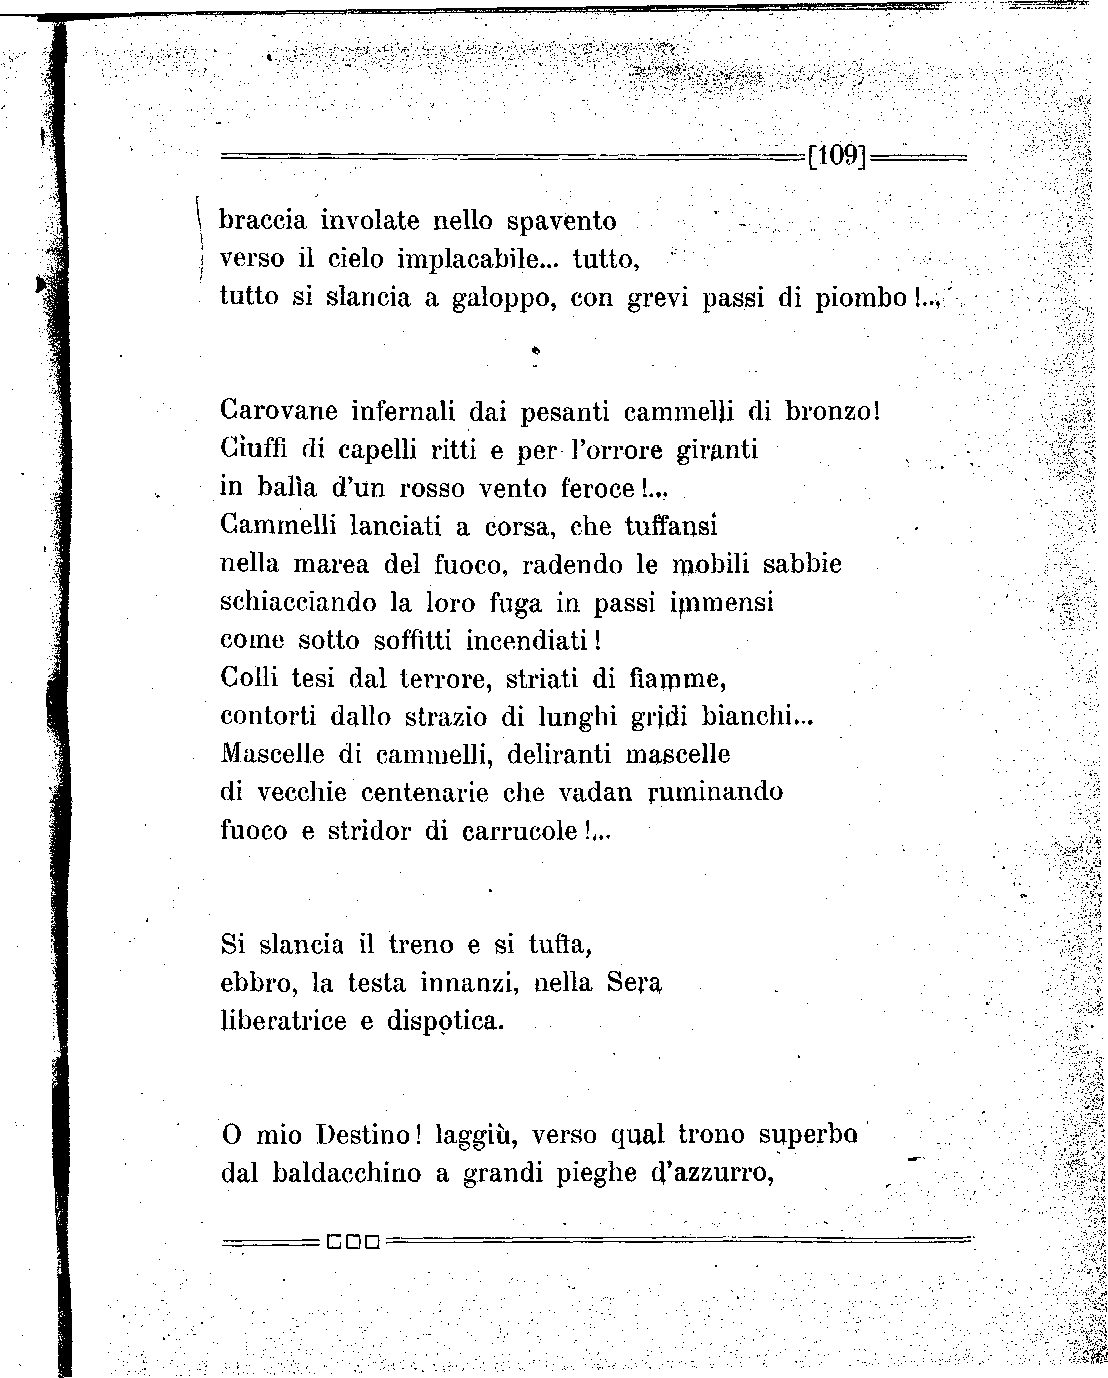 [109]
braccia involate nello spavento
verso il cielo implacabile... tutto,
tutto si slancia a galoppo, con grevi passi di piombo!...
Carovane infernali dai pesanti cammelli di bronzo!
Ciuffi di capelli ritti e per l'orrore giranti
in balìa d'un rosso vento feroce!...
Cammelli lanciati a corsa, che tuffansi
nella marea del fuoco, radendo le mobili sabbie
schiacciando la loro fuga in passi immensi
come sotto soffitti incendiati!
Colli tesi dal terrore, striati di fiamme,
contorti dallo strazio di lunghi gridi bianchi...
Mascelle di cammelli, deliranti mascelle
di vecchie centenarie che vadan ruminando
fuoco e stridor di carrucole!...
Si slancia il treno e si tuffa,
ebbro, la testa innanzi, nella Sera
liberatrice e dispotica.
O mio Destino! laggiù, verso qual trono superbo
dal baldacchino a grandi pieghe d'azzurro,